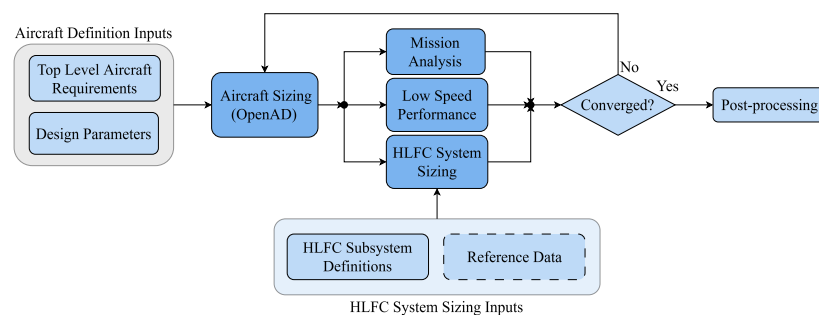 Aircraft Definition Inputs
Top Level Aircraft
Requirements
Design Parameters
Aircraft Sizing
(OpenAD)
Mission
Analysis
Low Speed
Performance
HLFC System
Sizing
No
Converged?
Yes
Post-processing
HLFC Subsystem
Definitions
Reference Data
HLFC System Sizing Inputs